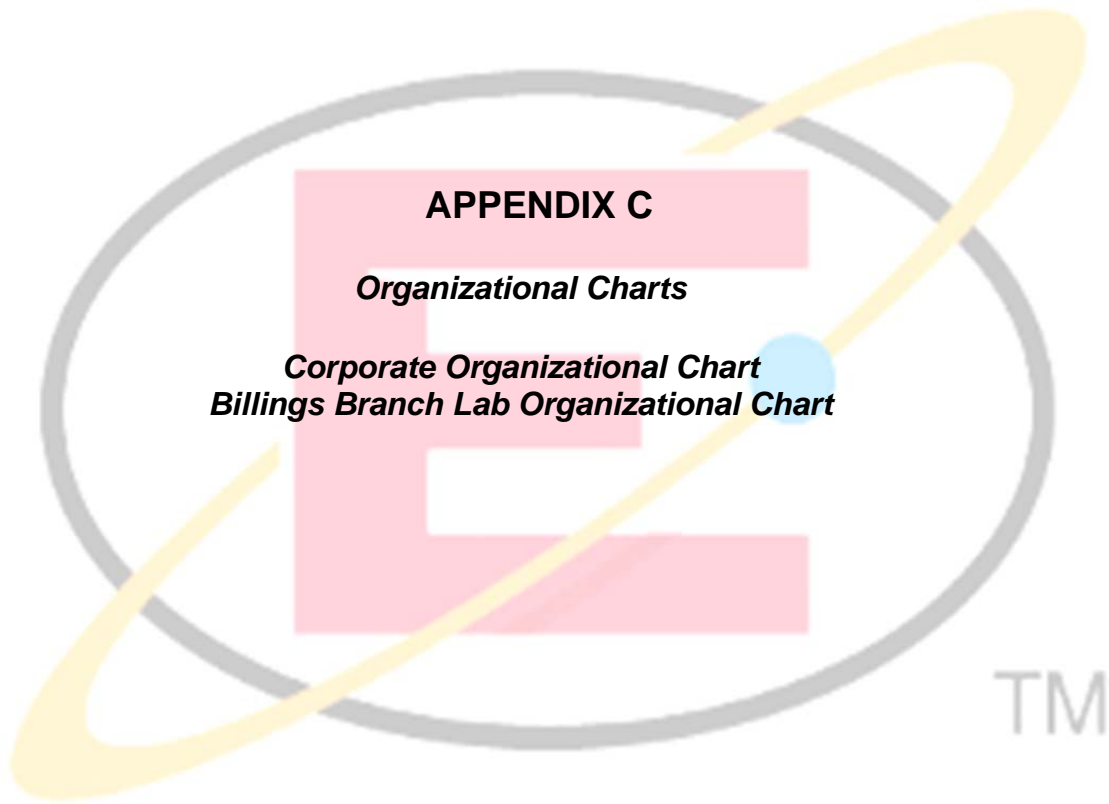 APPENDIX C
Organizational Charts
Corporate Organizational Chart
Billings Branch Lab Organizational Chart
E
TM